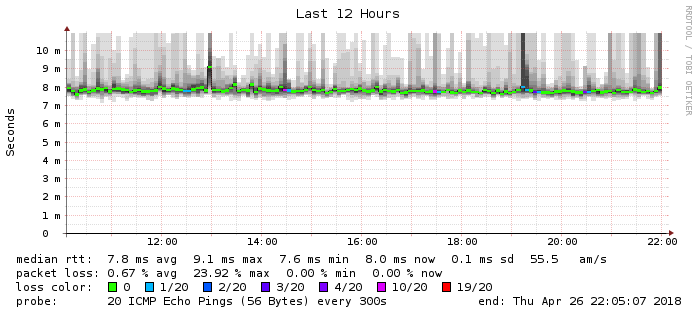 Last 12 Hours
RRDTOOL / TOBI OETIKER
Seconds
10 m
9 m
8 m
7 m
6 m
5 m
4 m
3 m
2 m
1 m
0
12:00 14:00 16:00 18:00 20:00 22:00
median rtt: 7.8 ms avg 9.1 ms max 7.6 ms min 8.0 ms now 0.1 ms sd 55.5 am/s
packet loss: 0.67 % avg 23.92 % max 0.00 % min 0.00 % now
loss color: 0 1/20 2/20 3/20 4/20 10/20 19/20
probe: 20 ICMP Echo Pings (56 Bytes) every 300s end: Thu Apr 26 22:05:07 2018